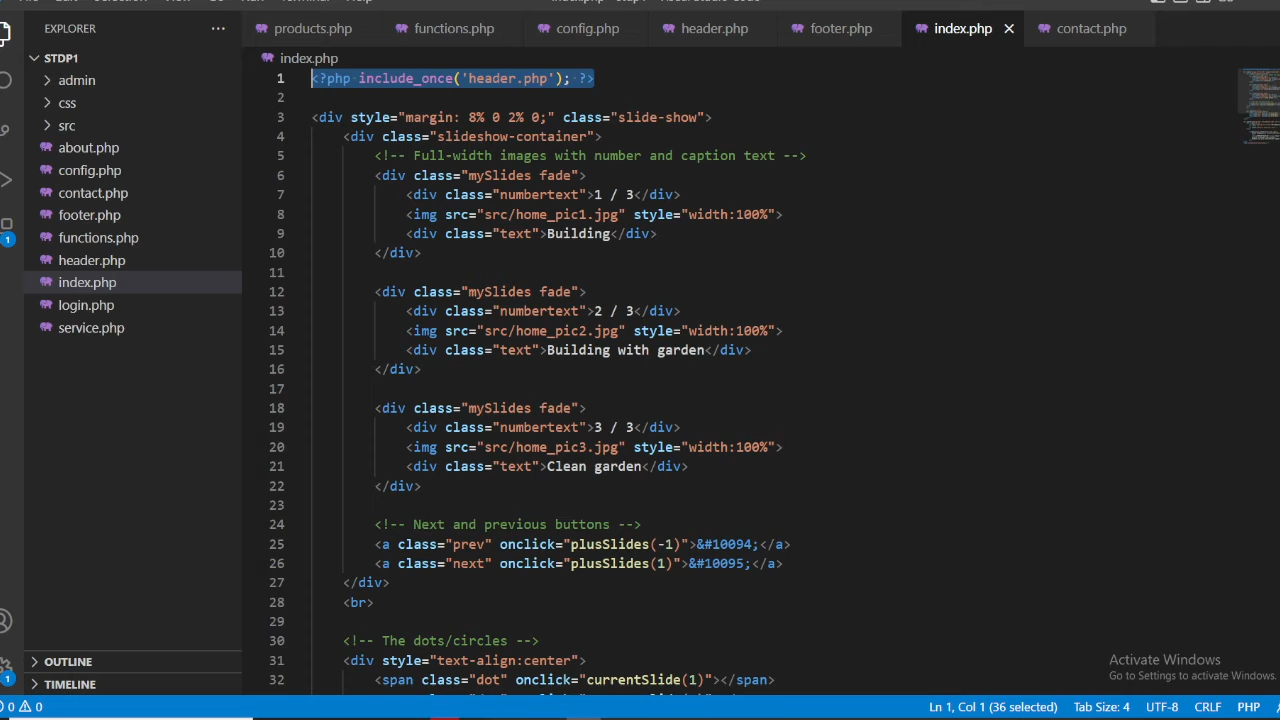 EXPLORER
products.php functions.php config.php header.php footer.php index.php contact.php
STDP1
index.php
admin
css
src
about.php
config.php
contact.php
footer.php
functions.php
header.php
index.php
login.php
service.php
OUTLINE
TIMELINE
1 <?php include_once('header.php'); ?>
2
3 <div style="margin: 8% 0 2% 0;" class="slide-show">
4 <div class="slideshow-container">
5 <!-- Full-width images with number and caption text -->
6 <div class="mySlides fade">
7 <div class="numbertext">1 / 3</div>
8 <img src="src/home_pic1.jpg" style="width:100%">
9 <div class="text">Building</div>
10 </div>
11
12 <div class="mySlides fade">
13 <div class="numbertext">2 / 3</div>
14 <img src="src/home_pic2.jpg" style="width:100%">
15 <div class="text">Building with garden</div>
16 </div>
17
18 <div class="mySlides fade">
19 <div class="numbertext">3 / 3</div>
20 <img src="src/home_pic3.jpg" style="width:100%">
21 <div class="text">Clean garden</div>
22 </div>
23
24 <!-- Next and previous buttons -->
25 <a class="prev" onclick="plusSlides(-1)">&#10094;</a>
26 <a class="next" onclick="plusSlides(1)">&#10095;</a>
27 </div>
28 <br>
29
30 <!-- The dots/circles -->
31 <div style="text-align:center">
32 <span class="dot" onclick="currentSlide(1)"></span>
Activate Windows
Go to Settings to activate Windows.
1
1
0 0 Ln 1, Col 1 (36 selected) Tab Size: 4 UTF-8 CRLF PHP